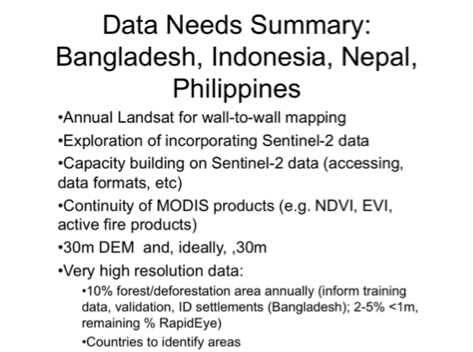 Data Needs Summary:
Bangladesh, Indonesia, Nepal,
Philippines
•Annual Landsat for wall-to-wall mapping
•Exploration of incorporating Sentinel-2 data
•Capacity building on Sentinel-2 data (accessing,
data formats, etc)
•Continuity of MODIS products (e.g. NDVI, EVI,
active fire products)
•30m DEM  and, ideally, ,30m
•Very high resolution data:
•10% forest/deforestation area annually (inform training
data, validation, ID settlements (Bangladesh); 2-5% <1m,
remaining % RapidEye)
•Countries to identify areas